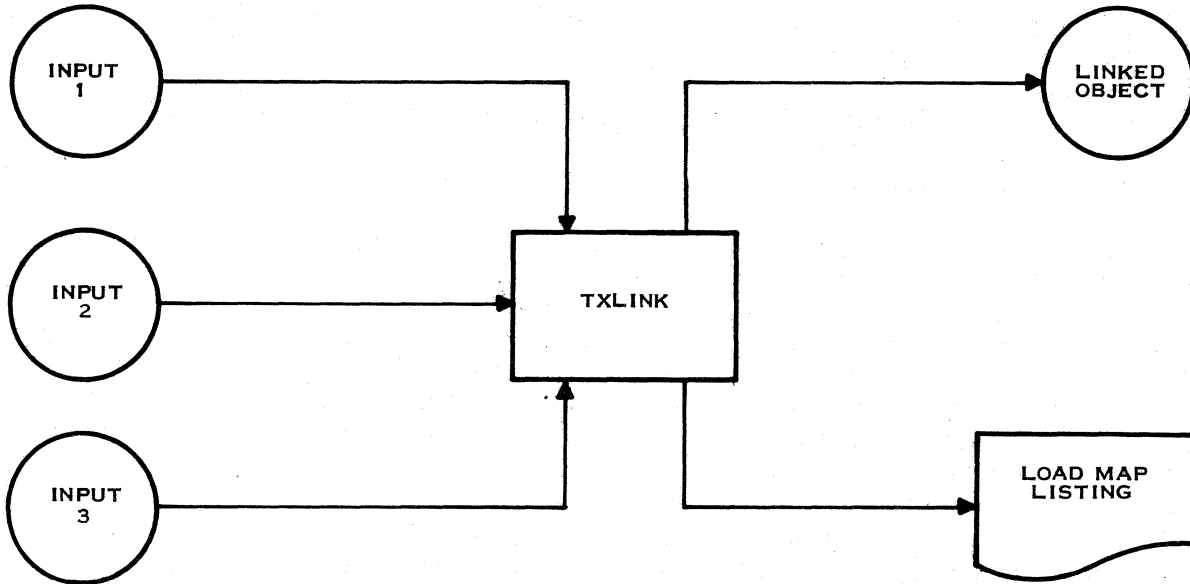 INPUT
1
LINKED
OBJECT
INPUT
2
TXLINK
INPUT
3
LOAD MAP
LISTING